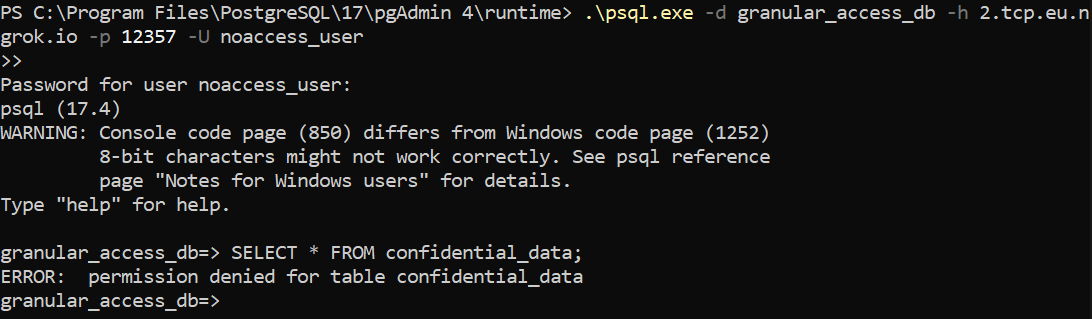 PS C:\Program Files\PostgreSQL\17\pgAdmin 4\runtime> .\psql.exe -d granular_access_db -h 2.tcp.eu.n
grok.io -p 12357 -U noaccess_user
>>
Password for user noaccess_user:
psql (17.4)
WARNING: Console code page (850) differs from Windows code page (1252)
         8-bit characters might not work correctly. See psql reference
         page "Notes for Windows users" for details.
Type "help" for help.

granular_access_db=> SELECT * FROM confidential_data;
ERROR:  permission denied for table confidential_data
granular_access_db=>